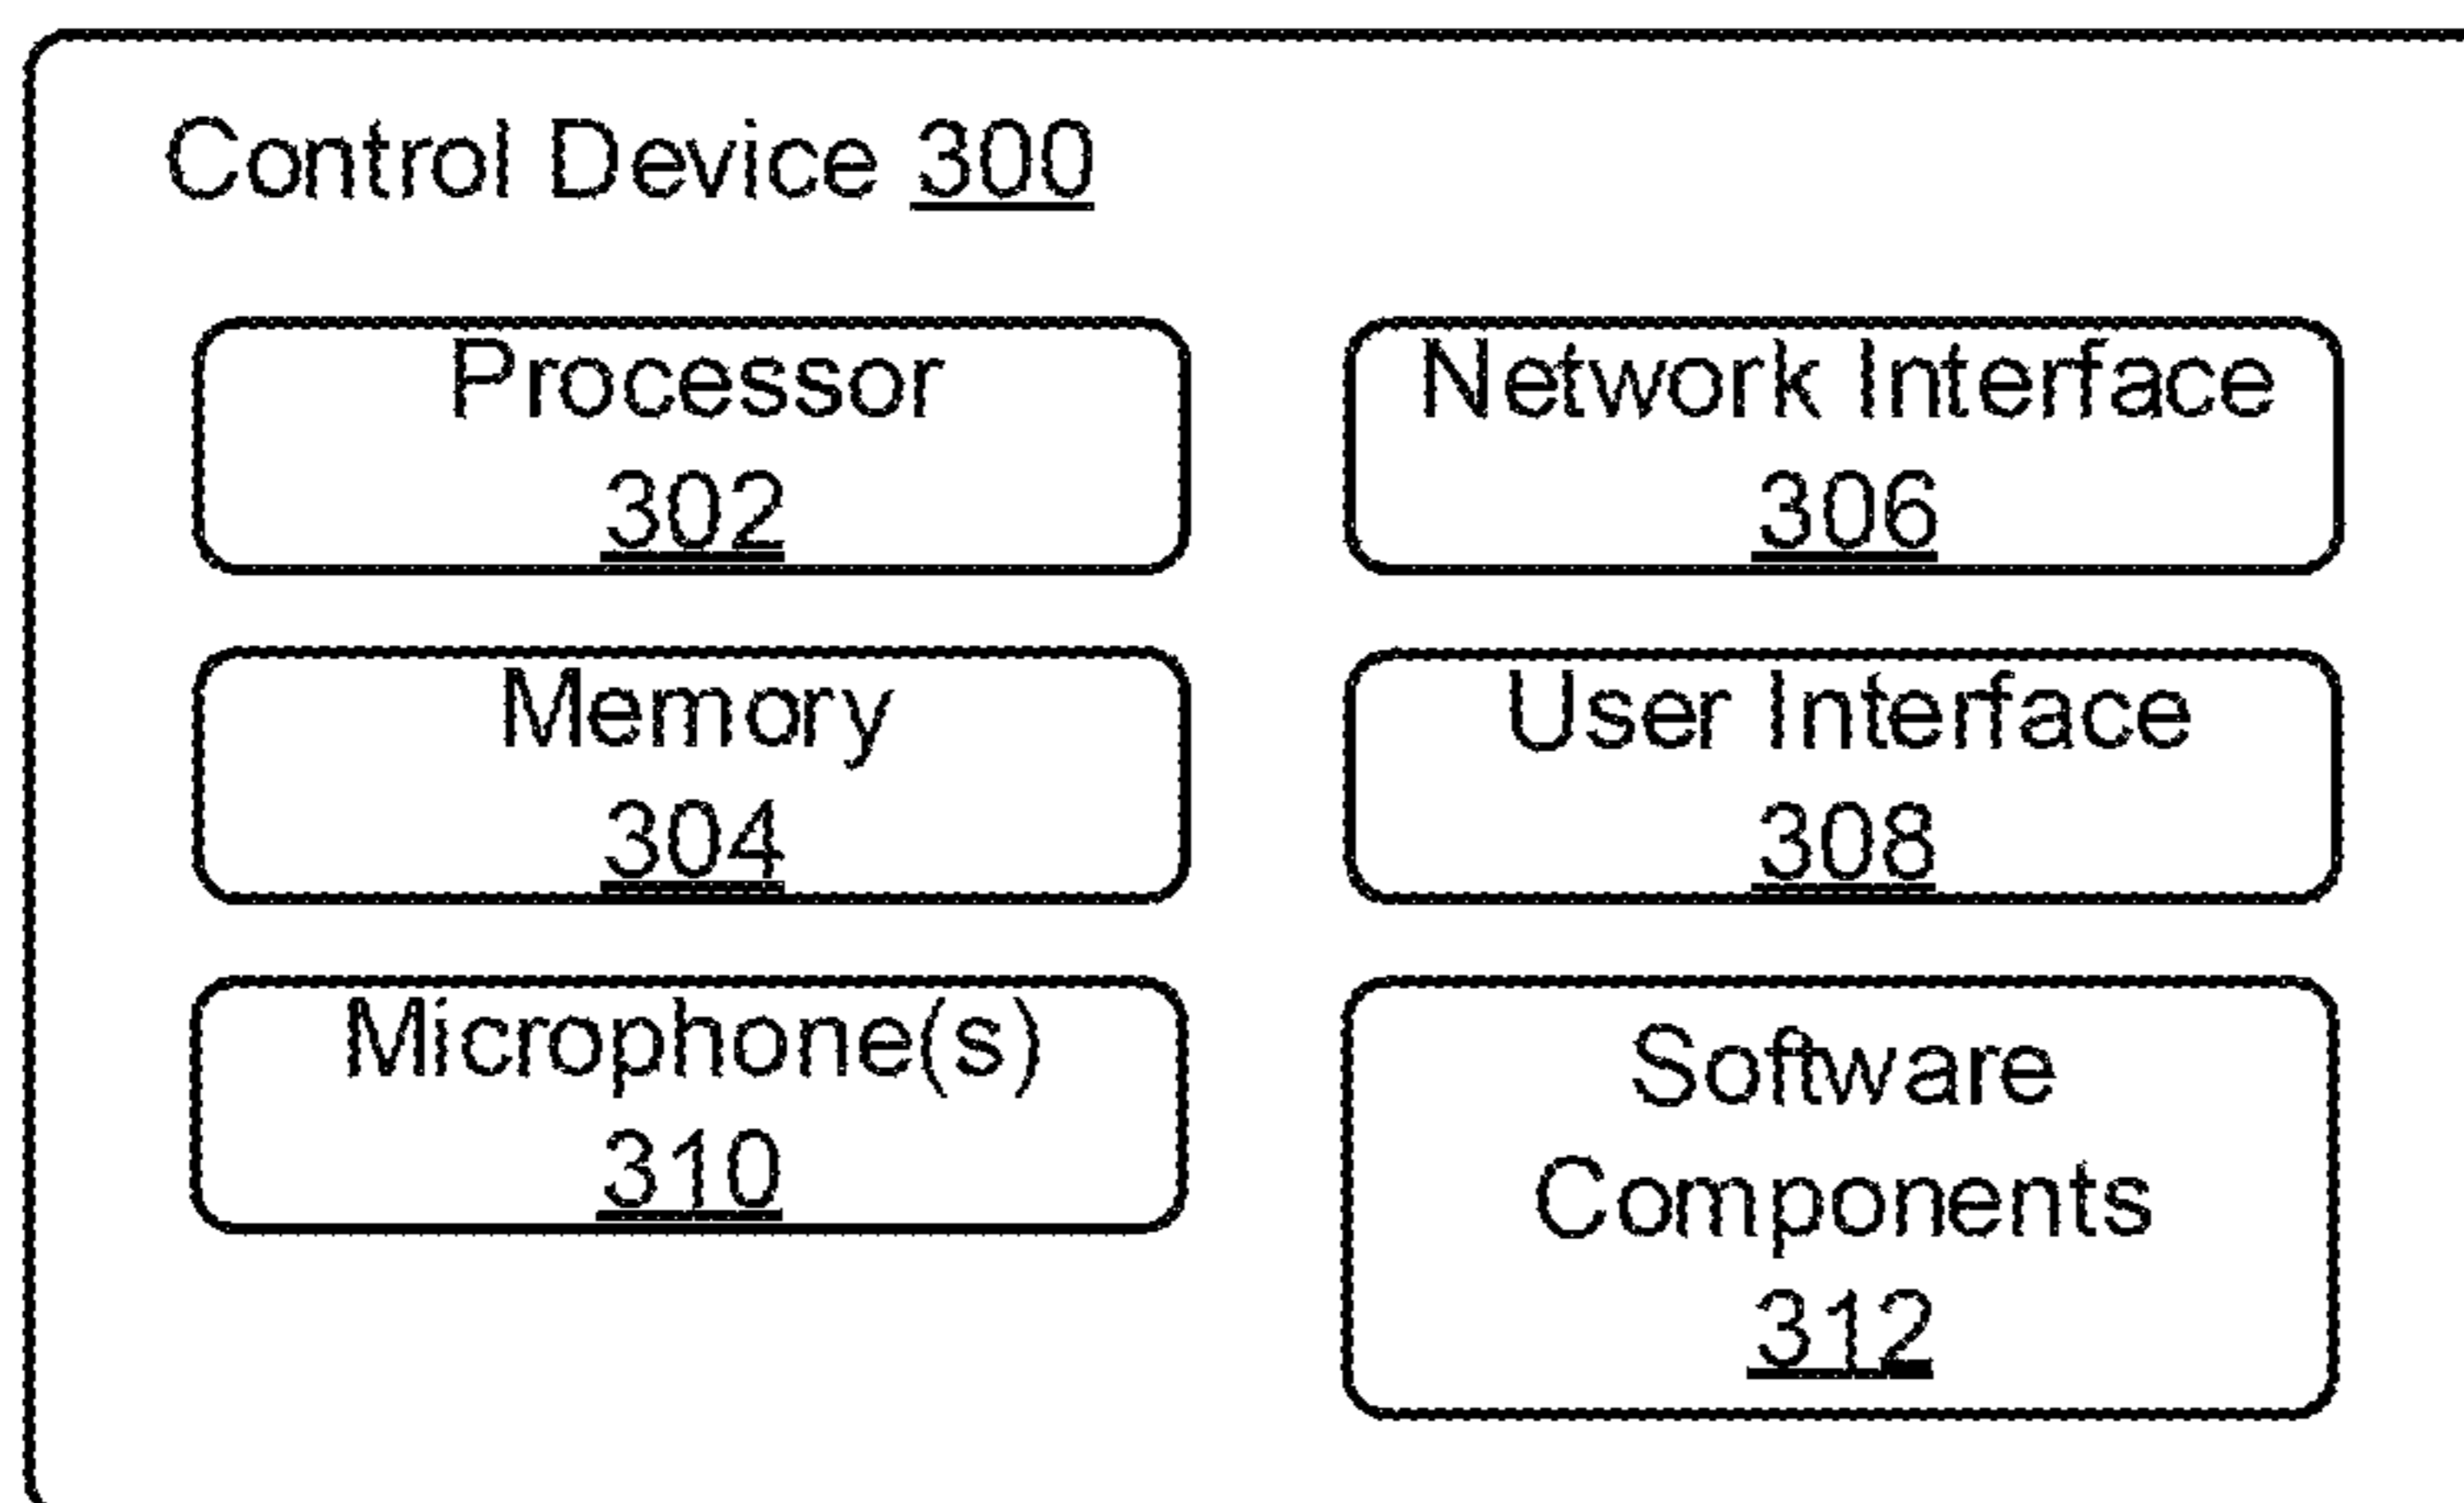 Control Device 300
Processor
302
Network Interface
306
Memory
304
User Interface
308
Microphone(s)
310
Software
Components
312